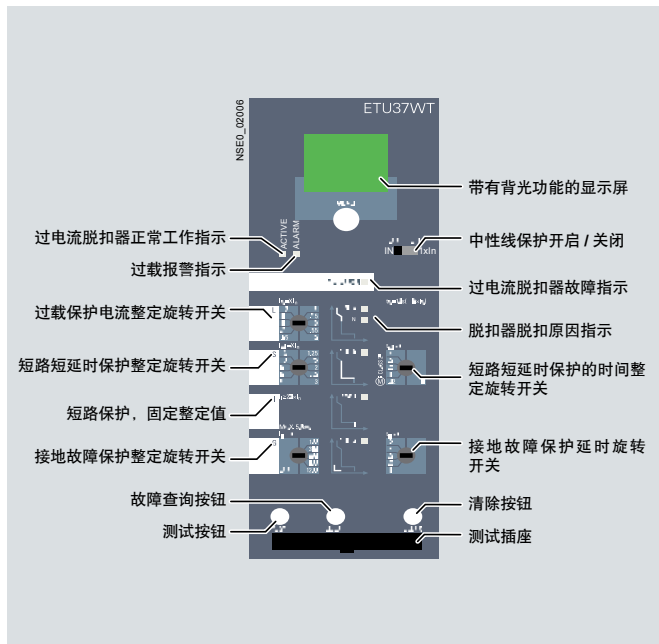 NSE0_02006
ETU37WT
带有背光功能的显示屏
ACTIVE
ALARM
IN
1xIn
过电流脱扣器正常工作指示
中性线保护开启 / 关闭
过载报警指示
过电流脱扣器故障指示
过载保护电流整定旋转开关
L
N
脱扣器脱扣原因指示
短路短延时保护整定旋转开关
S
短路短延时保护的时间整
定旋转开关
短路保护，固定整定值
I
接地故障保护整定旋转开关
S
接地故障保护延时旋转
开关
故障查询按钮
清除按钮
测试按钮
测试插座